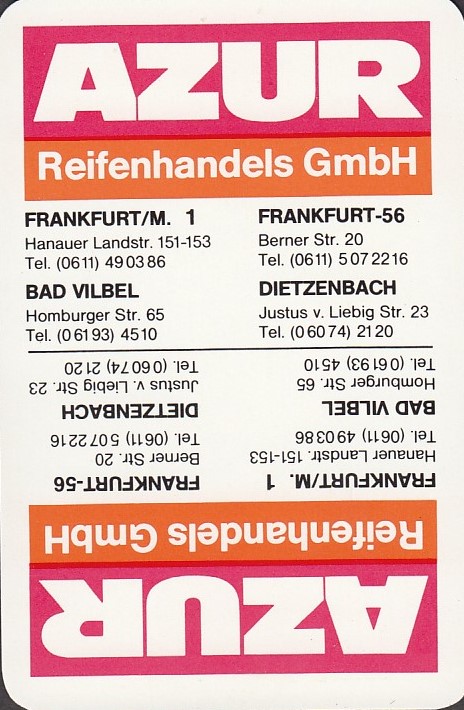 AZUR
Reifenhandels GmbH
FRANKFURT/M. 1
Hanauer Landstr. 151-153
Tel. (0611) 49 03 86
FRANKFURT-56
Berner Str. 20
Tel. (0611) 5 07 22 16
BAD VILBEL
Homburger Str. 65
Tel. (0 61 93) 45 10
DIETZENBACH
Justus v. Liebig Str. 23
Tel. (0 60 74) 21 20
AZUR
Reifenhandels GmbH
FRANKFURT/M. 1
Hanauer Landstr. 151-153
Tel. (0611) 49 03 86
FRANKFURT-56
Berner Str. 20
Tel. (0611) 5 07 22 16
BAD VILBEL
Homburger Str. 65
Tel. (0 61 93) 45 10
DIETZENBACH
Justus v. Liebig Str. 23
Tel. (0 60 74) 21 20